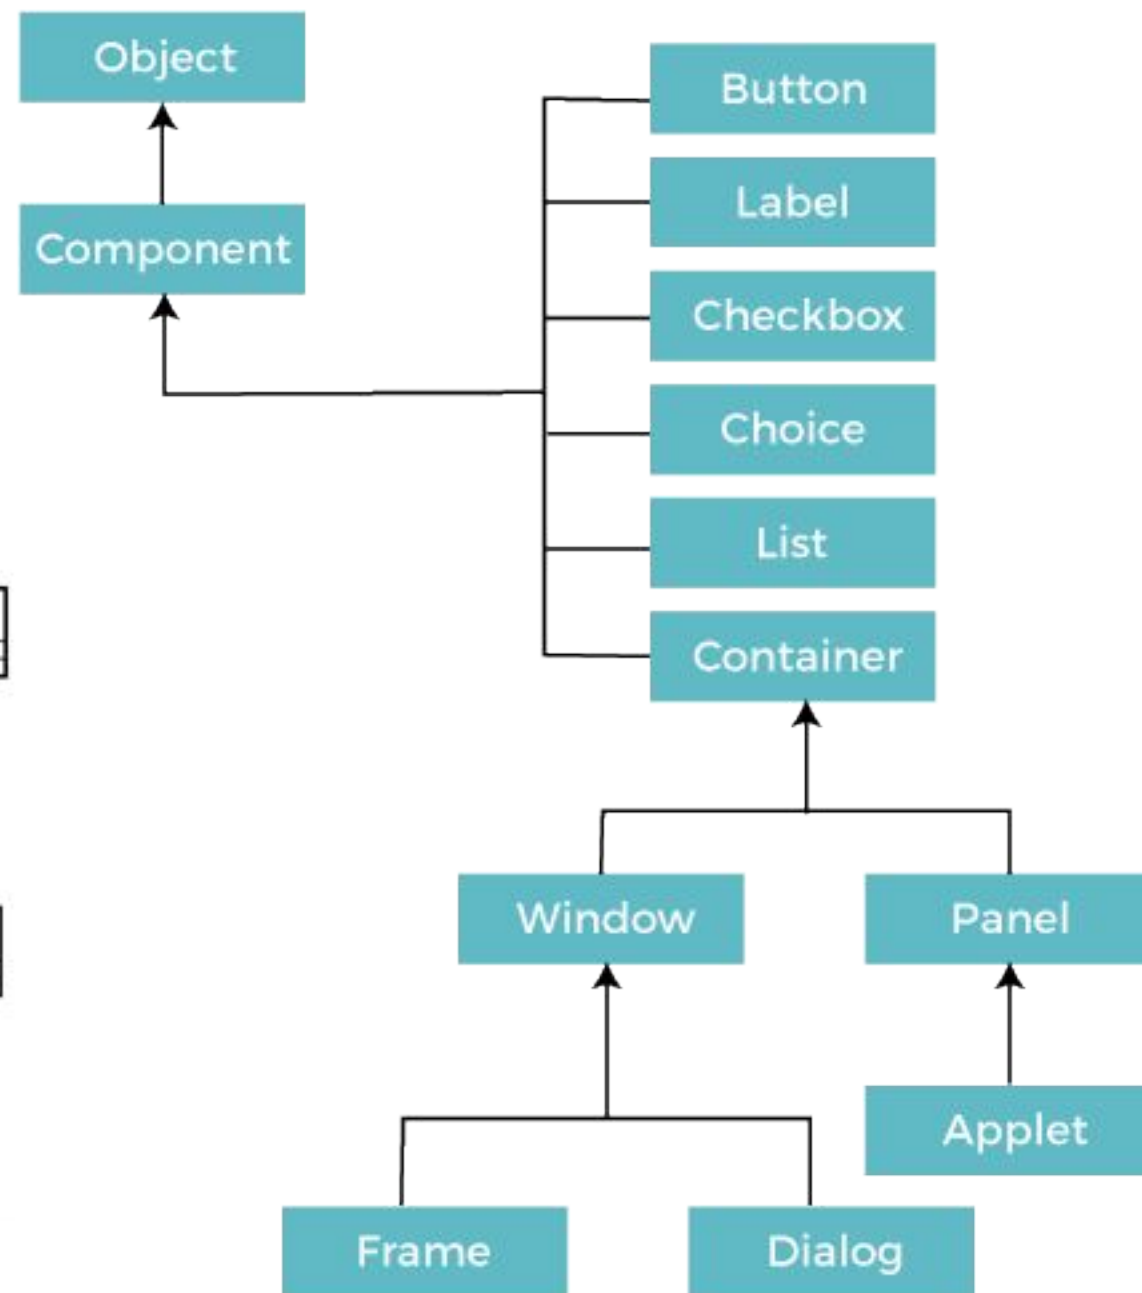 Object
Component
Button
Label
Checkbox
Choice
List
Container
Window
Panel
Applet
Frame
Dialog